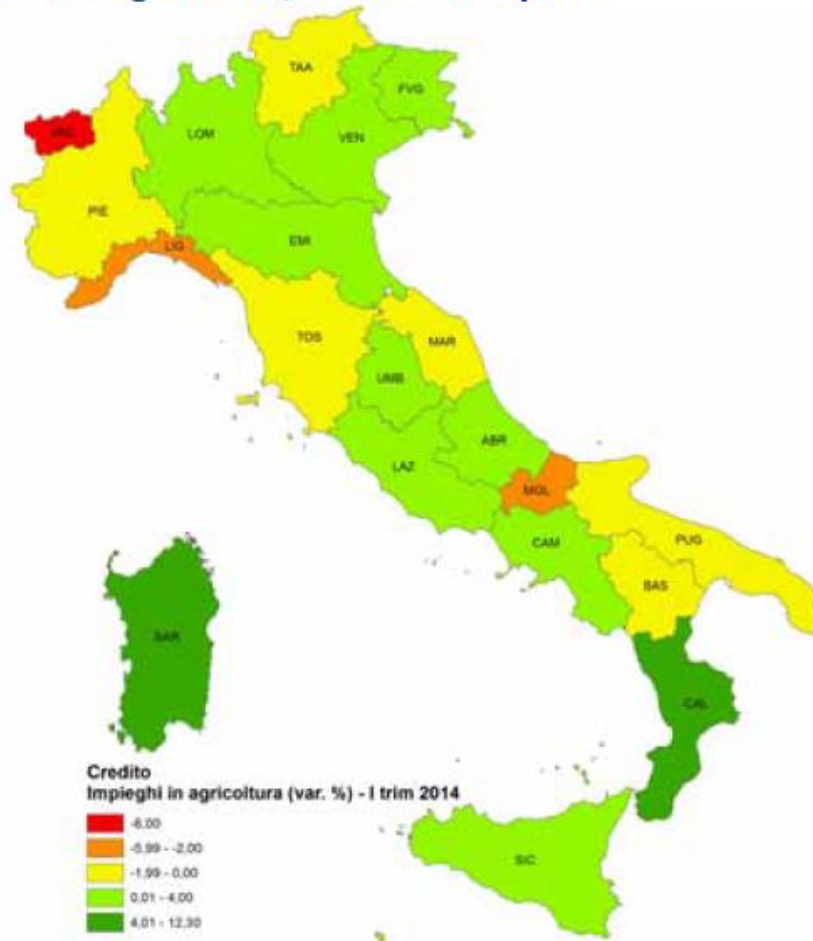 TAA
FVG
LOM
VEN
PIE
EMI
LIG
TOS
MAR
UMB
ABR
LAZ
MOL
CAM
PUG
BAS
SAR
CAL
SIC
Credito
Impieghi in agricoltura (var. %) - I trim 2014
-6,00
-5,99 - -2,00
-1,99 - 0,00
0,01 - 4,00
4,01 - 12,30